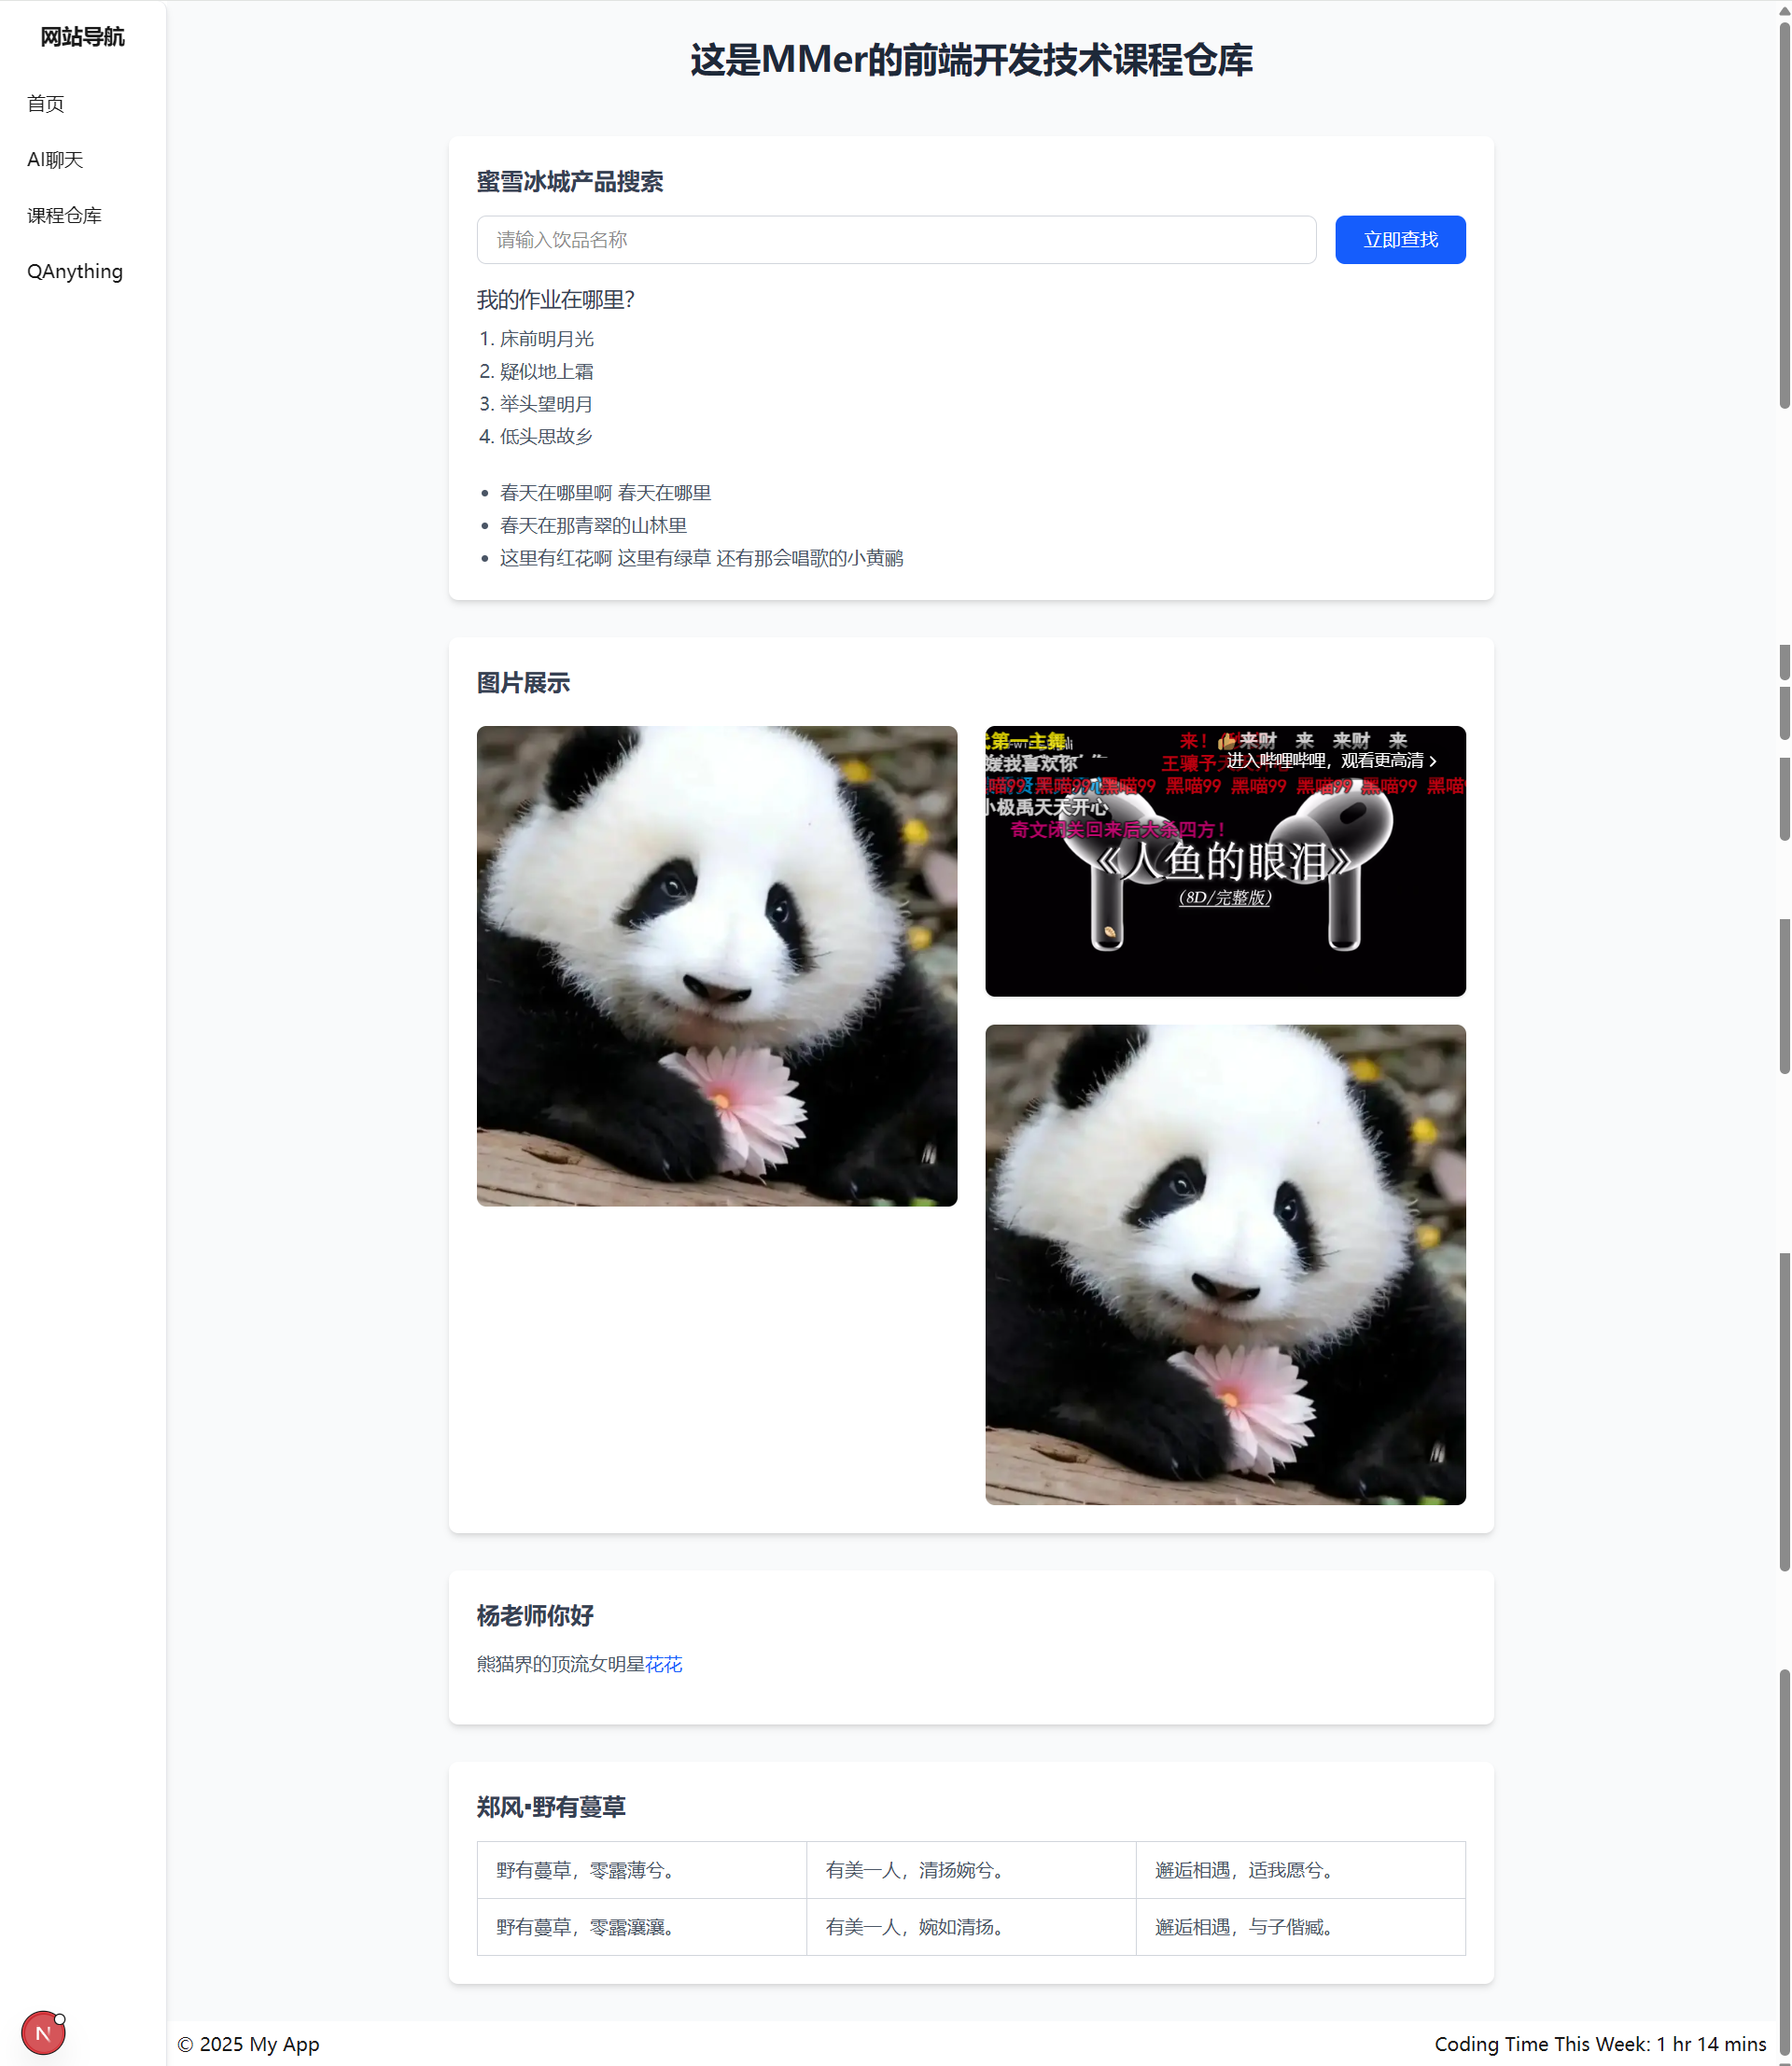 网站导航
首页
AI聊天
课程仓库
QAnything
这是MMer的前端开发技术课程仓库
蜜雪冰城产品搜索
请输入饮品名称
立即查找
我的作业在哪里?
1. 床前明月光
2. 疑似地上霜
3. 举头望明月
4. 低头思故乡
• 春天在哪里啊 春天在哪里
• 春天在那青翠的山林里
• 这里有红花啊 这里有绿草 还有那会唱歌的小黄鹂
图片展示
第一主舞
来! 来财 来 来财 来
我喜欢你
王骥予
进入哔哩哔哩，观看更高清 >
黑喵99 黑喵99 黑喵99 黑喵99 黑喵99 黑喵
小极禹天天开心
奇文闭关回来后大杀四方!
《人鱼的眼泪》
(8D/完整版)
杨老师你好
熊猫界的顶流女明星花花
郑风·野有蔓草
野有蔓草，零露薄兮。 有美一人，清扬婉兮。 邂逅相遇，适我愿兮。
野有蔓草，零露瀼瀼。 有美一人，婉如清扬。 邂逅相遇，与子偕臧。
N
© 2025 My App
Coding Time This Week: 1 hr 14 mins